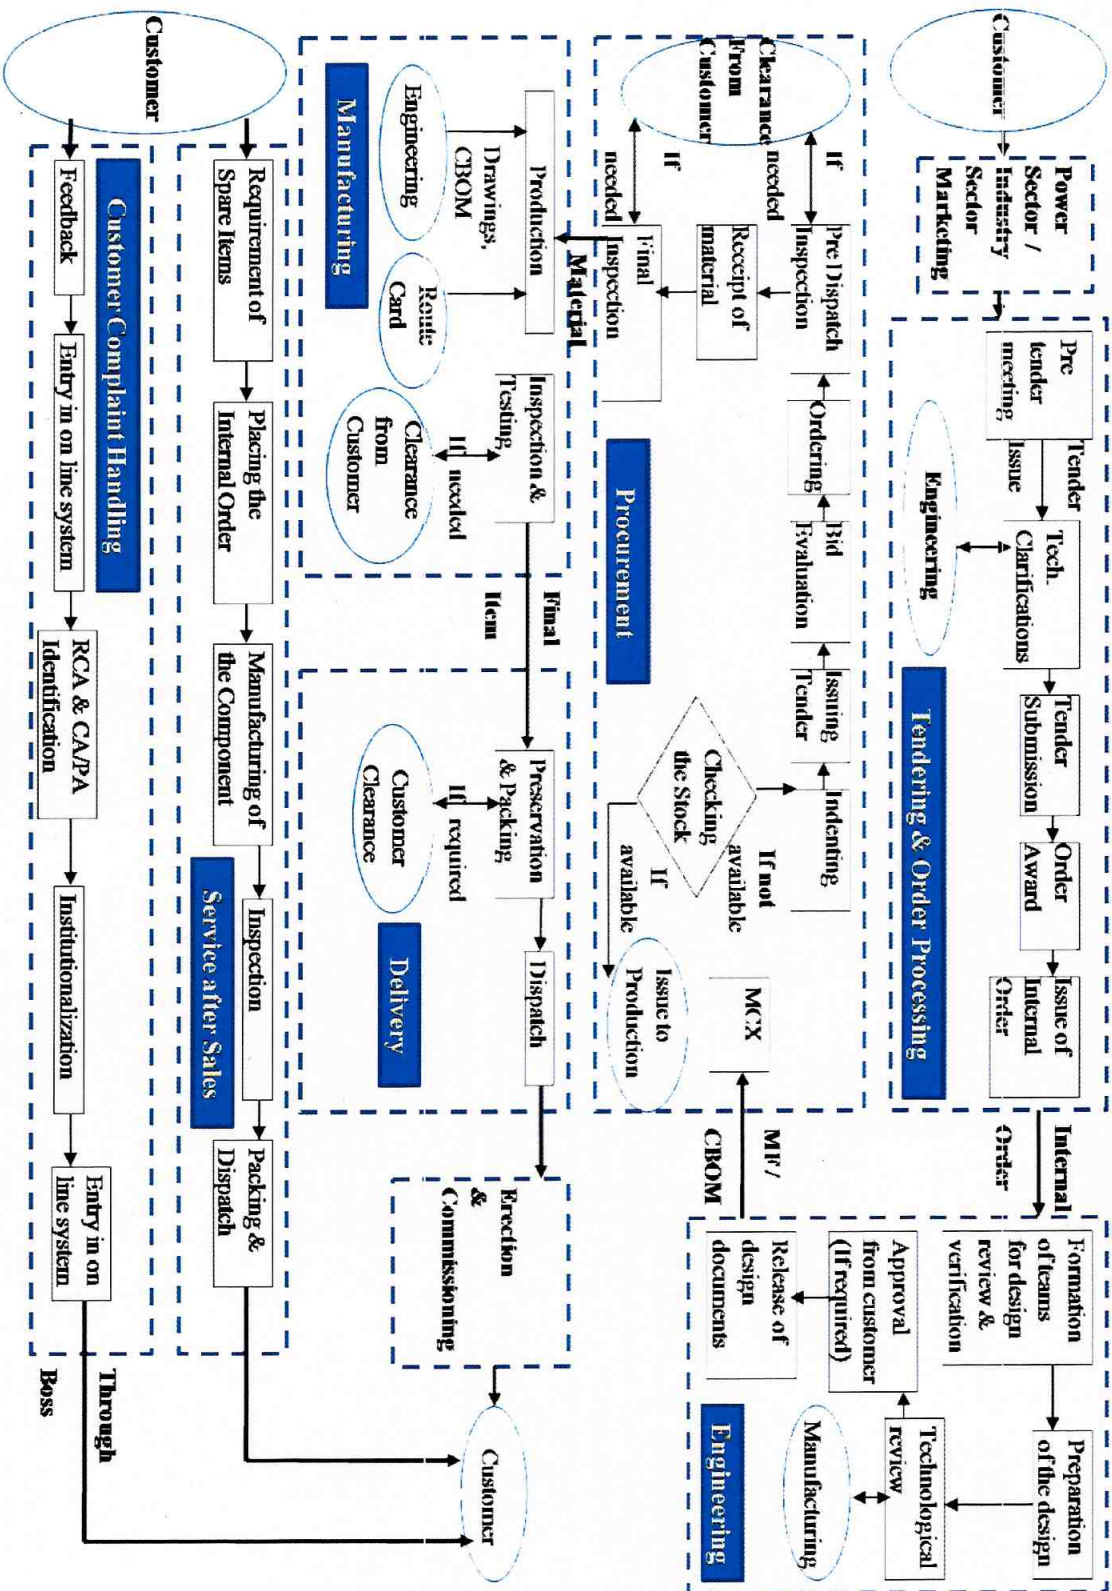 Customer
Power
Sector /
Industry
Sector
Marketing
Pre
tender
meeting
Tender
Issue
Tech.
Clarifications
Engineering
Tender
Submission
Order
Award
Issue of
Internal
Order
Tendering & Order Processing
Internal
Order
Formation
of teams
for design
review &
verification
Preparation
of the design
Technological
review
Manufacturing
Approval
from customer
(If required)
Release of
design
documents
Engineering
MF /
CBOM
MCX
Checking
the Stock
If not
available
If
available
Issue to
Production
Indenting
Issuing
Tender
Bid
Evaluation
Ordering
Pre Dispatch
Inspection
Receipt of
material
Final
Inspection
If
needed
If
needed
Clearance
From
Customer
Procurement
Material
Production
Engineering
Drawings,
CBOM
Route
Card
Manufacturing
Inspection &
Testing
If needed
Clearance
from
Customer
Final
Item
Preservation
& Packing
If required
Customer
Clearance
Dispatch
Delivery
Erection
&
Commissioning
Customer
Customer
Requirement of
Spare Items
Placing the
Internal Order
Manufacturing of
the Component
Inspection
Packing &
Dispatch
Service after Sales
Customer Complaint Handling
Feedback
Entry in on line system
RCA & CA/PA
Identification
Institutionalization
Entry in on
line system
Through
Boss